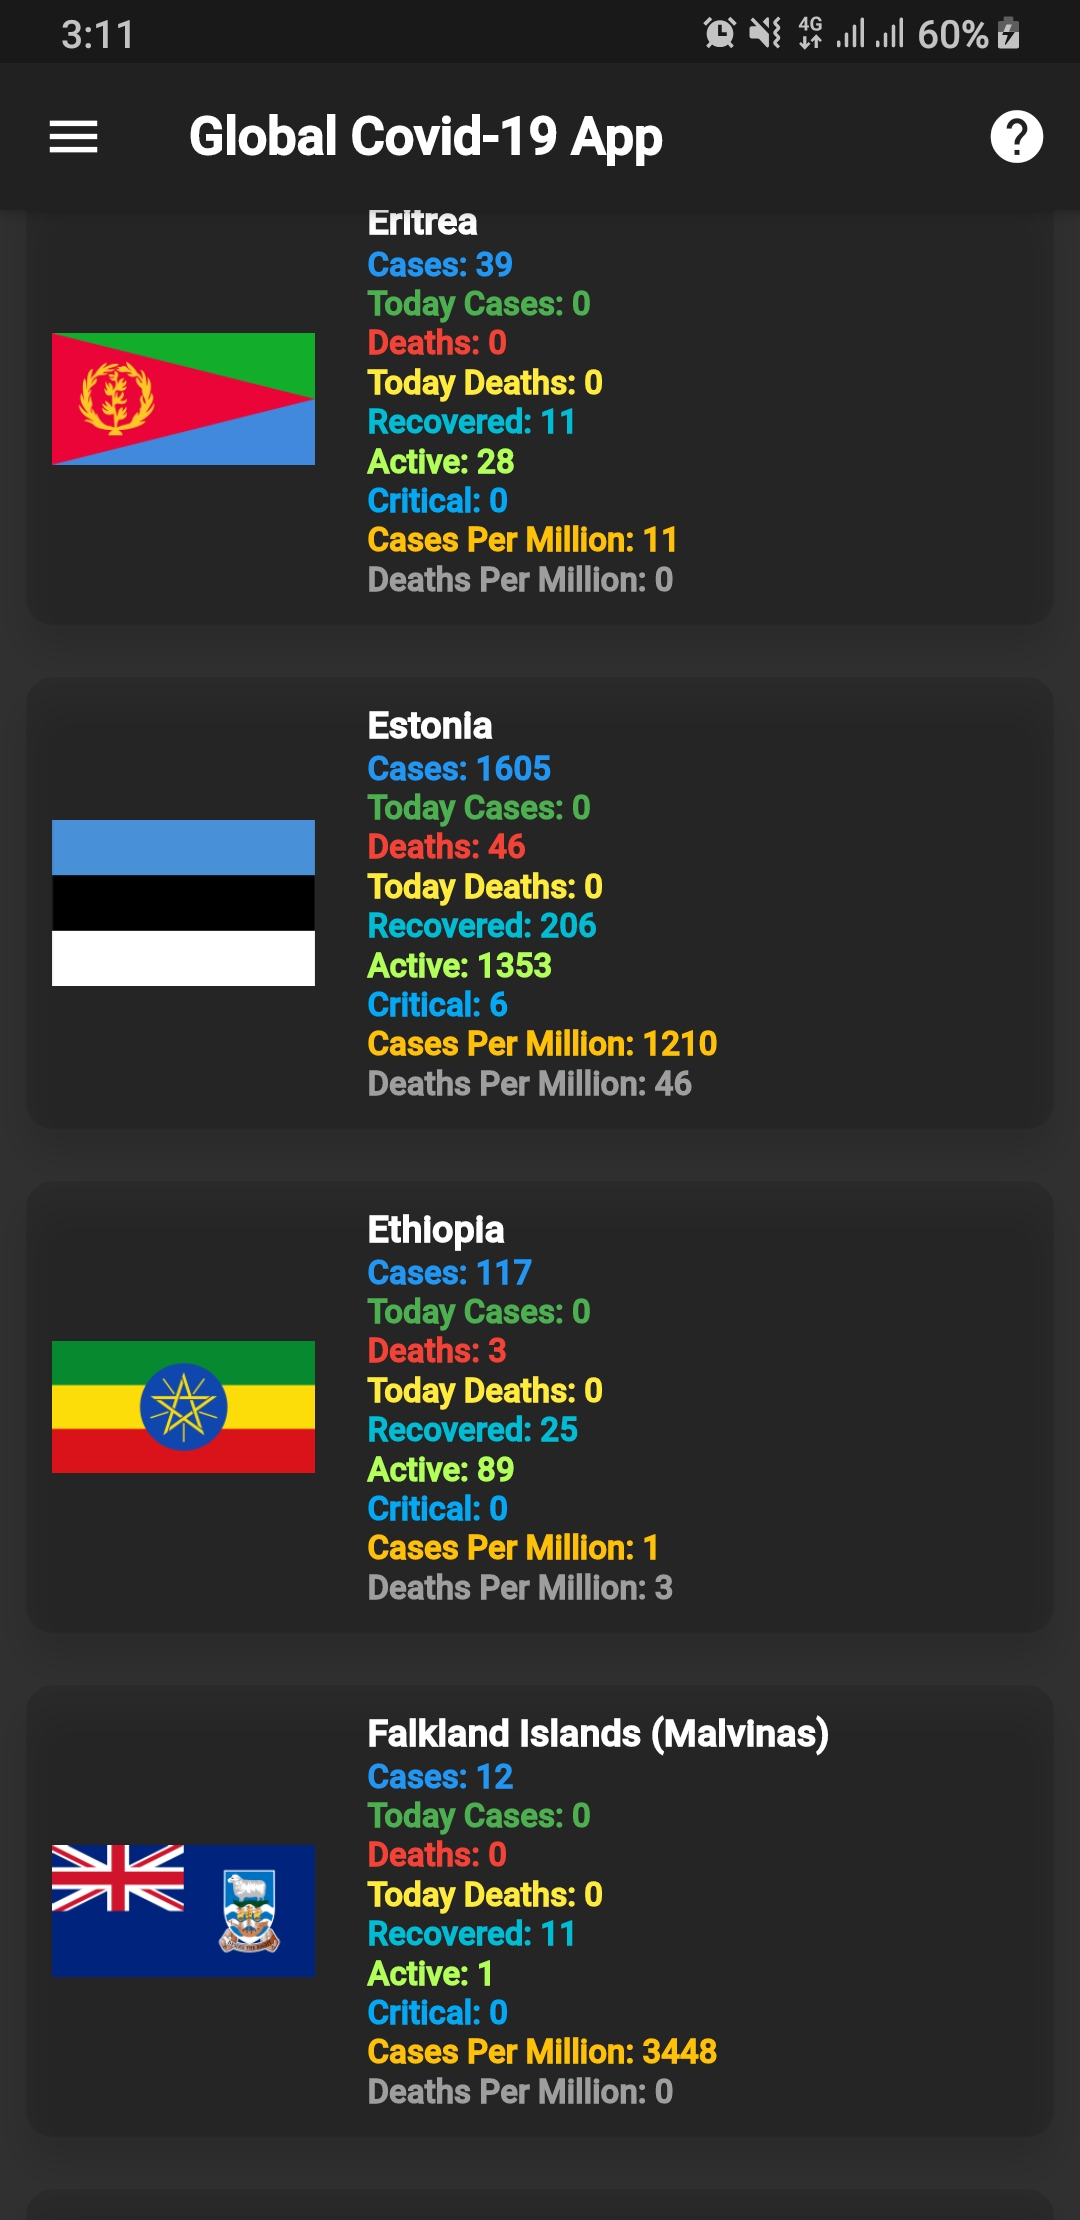 3:11
4G
60%
Global Covid-19 App
Eritrea
Cases: 39
Today Cases: 0
Deaths: 0
Today Deaths: 0
Recovered: 11
Active: 28
Critical: 0
Cases Per Million: 11
Deaths Per Million: 0
Estonia
Cases: 1605
Today Cases: 0
Deaths: 46
Today Deaths: 0
Recovered: 206
Active: 1353
Critical: 6
Cases Per Million: 1210
Deaths Per Million: 46
Ethiopia
Cases: 117
Today Cases: 0
Deaths: 3
Today Deaths: 0
Recovered: 25
Active: 89
Critical: 0
Cases Per Million: 1
Deaths Per Million: 3
Falkland Islands (Malvinas)
Cases: 12
Today Cases: 0
Deaths: 0
Today Deaths: 0
Recovered: 11
Active: 1
Critical: 0
Cases Per Million: 3448
Deaths Per Million: 0